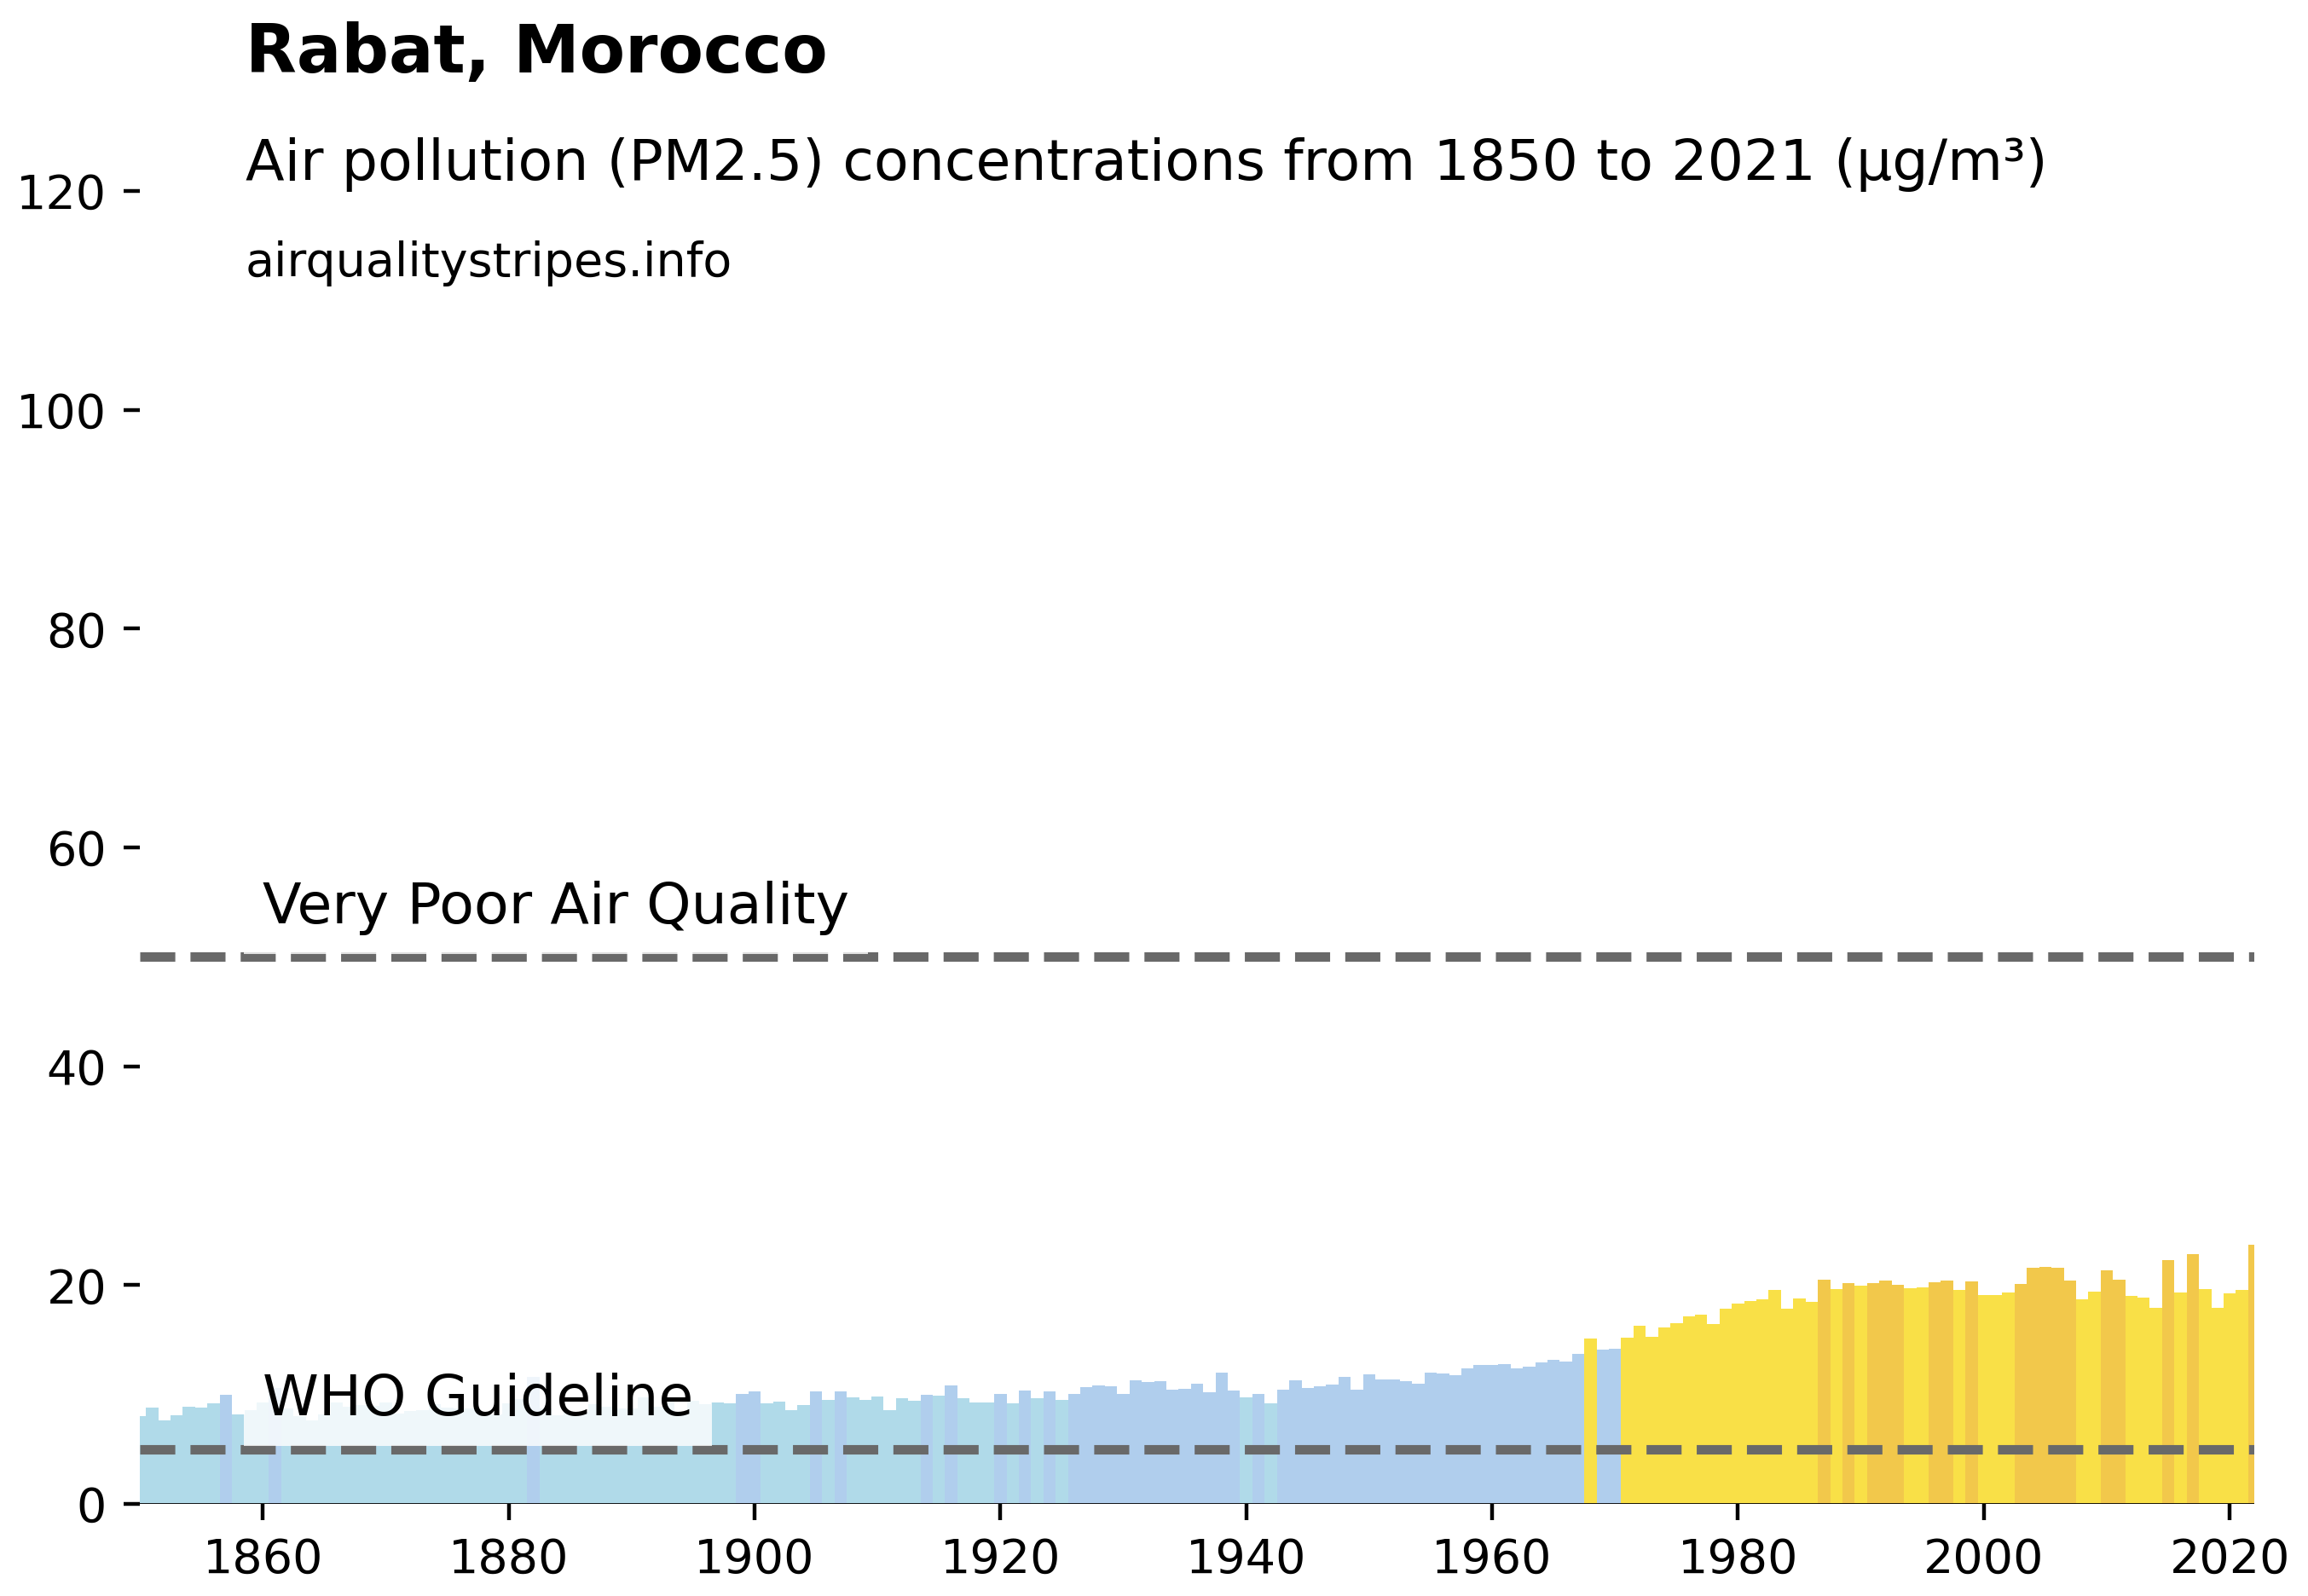 Rabat, Morocco
Air pollution (PM2.5) concentrations from 1850 to 2021 (µg/m³)
airqualitystripes.info
120
100
80
60
Very Poor Air Quality
40
20
WHO Guideline
0
1860 1880 1900 1920 1940 1960 1980 2000 2020